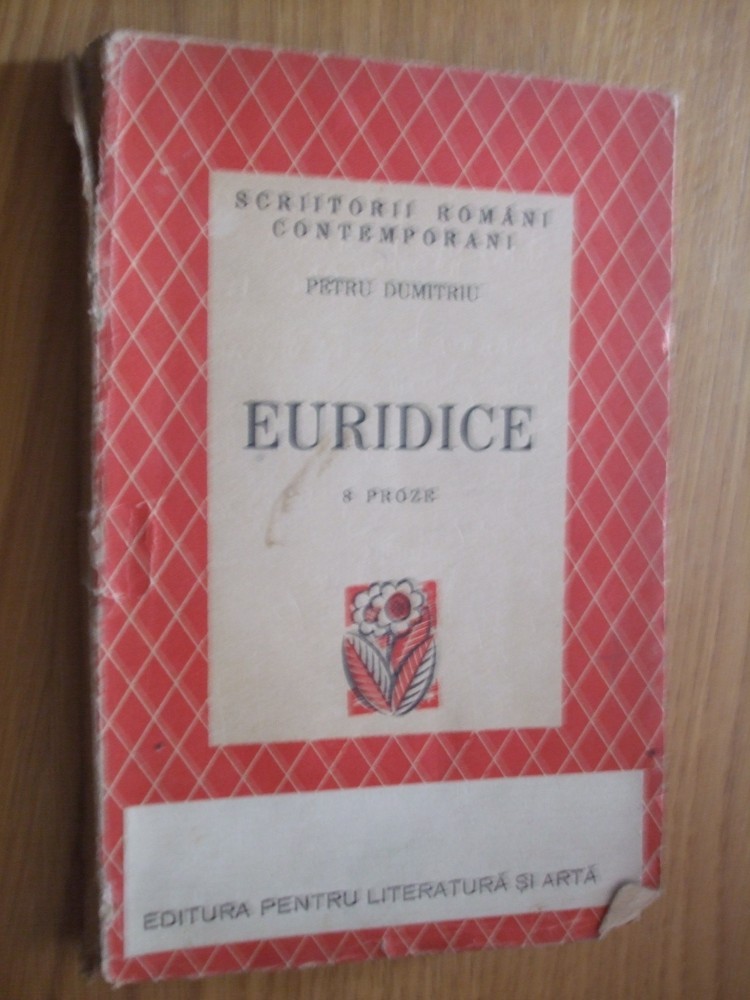 SCRIITORII ROMÂNI
CONTEMPORANI
PETRU DUMITRIU
EURIDICE
8 PROZE
EDITURA PENTRU LITERATURĂ ȘI ARTĂ